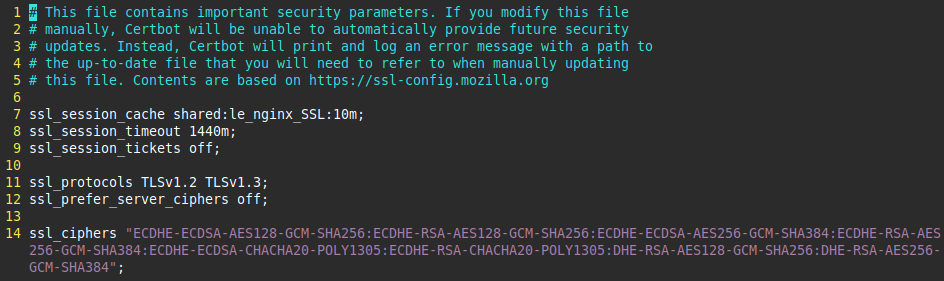 1 # This file contains important security parameters. If you modify this file
2 # manually, Certbot will be unable to automatically provide future security
3 # updates. Instead, Certbot will print and log an error message with a path to
4 # the up-to-date file that you will need to refer to when manually updating
5 # this file. Contents are based on https://ssl-config.mozilla.org
6
7 ssl_session_cache shared:le_nginx_SSL:10m;
8 ssl_session_timeout 1440m;
9 ssl_session_tickets off;
10
11 ssl_protocols TLSv1.2 TLSv1.3;
12 ssl_prefer_server_ciphers off;
13
14 ssl_ciphers "ECDHE-ECDSA-AES128-GCM-SHA256:ECDHE-RSA-AES128-GCM-SHA256:ECDHE-ECDSA-AES256-GCM-SHA384:ECDHE-RSA-AES
256-GCM-SHA384:ECDHE-ECDSA-CHACHA20-POLY1305:ECDHE-RSA-CHACHA20-POLY1305:DHE-RSA-AES128-GCM-SHA256:DHE-RSA-AES256-
GCM-SHA384";